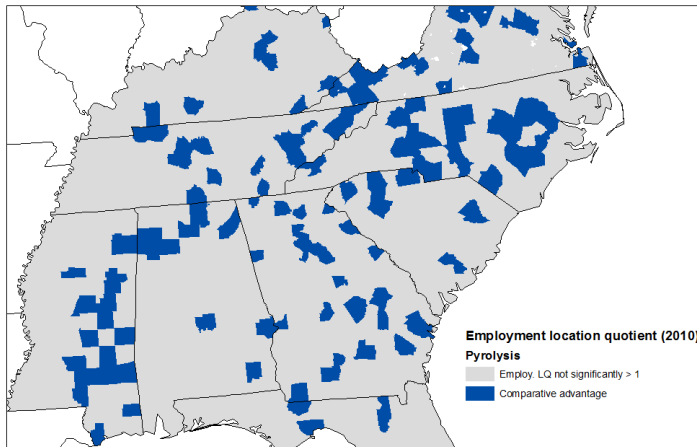 Employment location quotient (2010)
Pyrolysis
Employ. LQ not significantly > 1
Comparative advantage